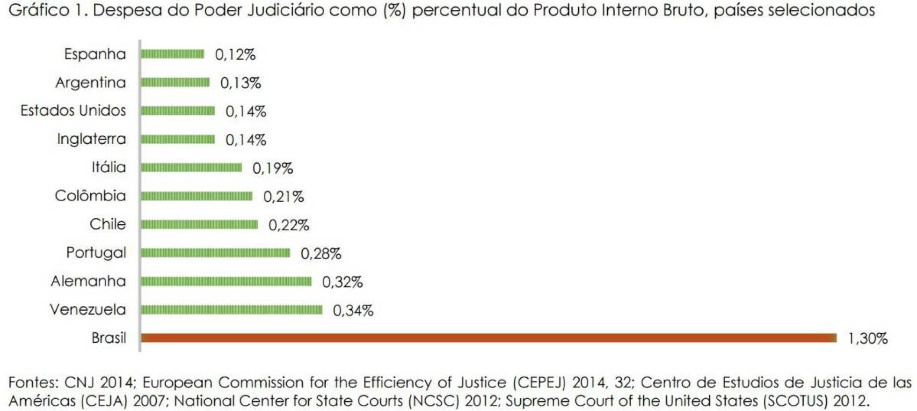 Gráfico 1. Despesa do Poder Judiciário como (%) percentual do Produto Interno Bruto, países selecionados
Espanha 0,12%
Argentina 0,13%
Estados Unidos 0,14%
Inglaterra 0,14%
Itália 0,19%
Colômbia 0,21%
Chile 0,22%
Portugal 0,28%
Alemanha 0,32%
Venezuela 0,34%
Brasil 1,30%
Fontes: CNJ 2014; European Commission for the Efficiency of Justice (CEPEJ) 2014, 32; Centro de Estudios de Justicia de las
Américas (CEJA) 2007; National Center for State Courts (NCSC) 2012; Supreme Court of the United States (SCOTUS) 2012.